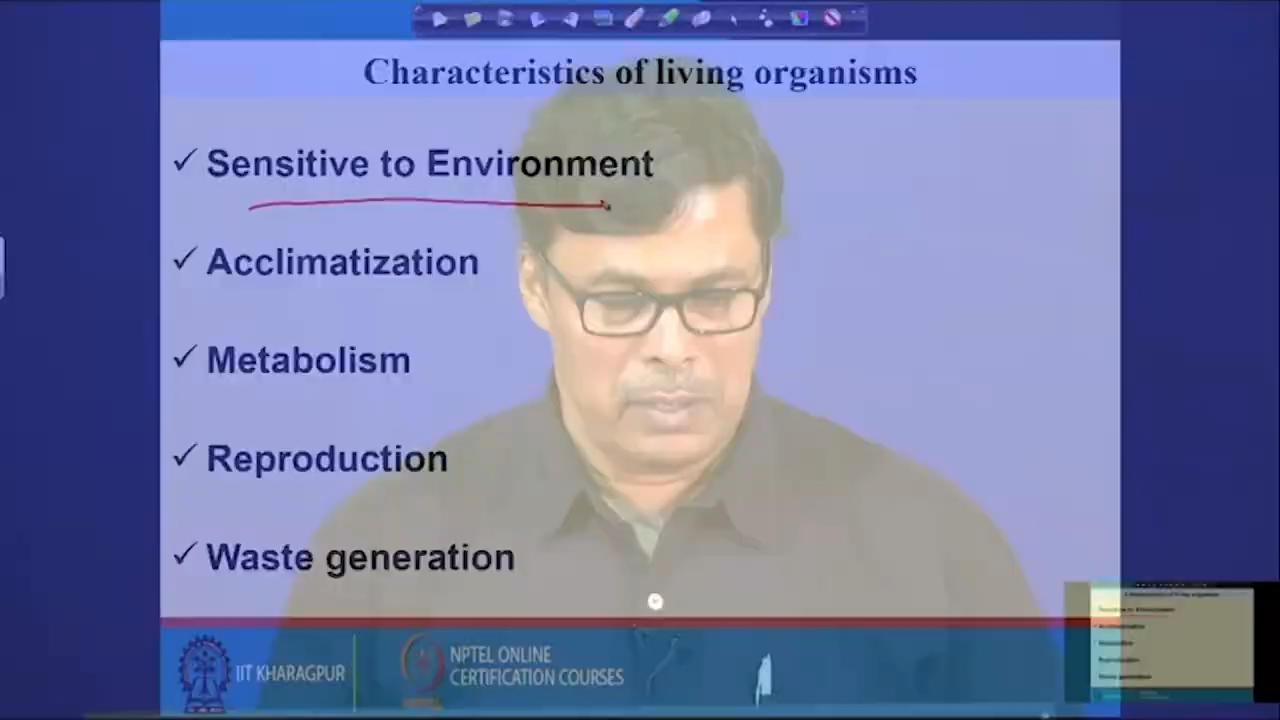 Characteristics of living organisms
✓ Sensitive to Environment
✓ Acclimatization
✓ Metabolism
✓ Reproduction
✓ Waste generation
IIT KHARAGPUR
NPTEL ONLINE
CERTIFICATION COURSES